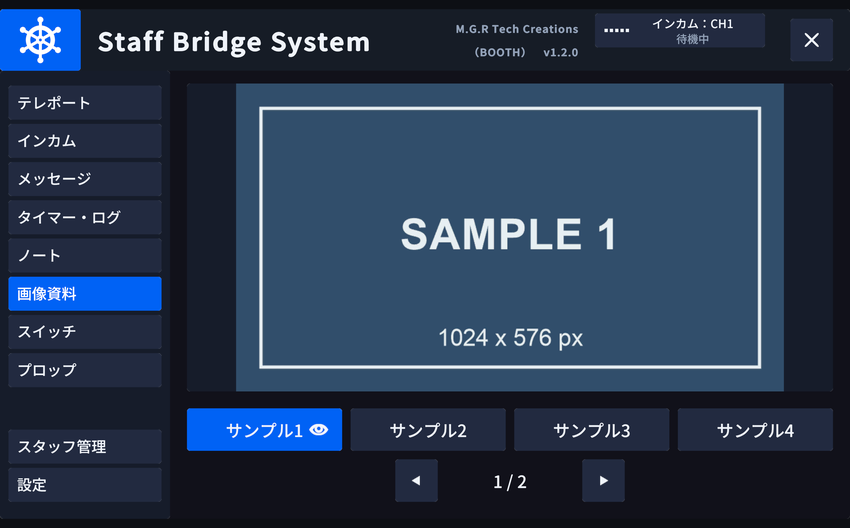 Staff Bridge System
M.G.R Tech Creations
（BOOTH） v1.2.0
インカム：CH1
待機中
テレポート
インカム
メッセージ
タイマー・ログ
ノート
画像資料
スイッチ
プロップ
スタッフ管理
設定
SAMPLE 1
1024 x 576 px
サンプル1
サンプル2
サンプル3
サンプル4
1 / 2